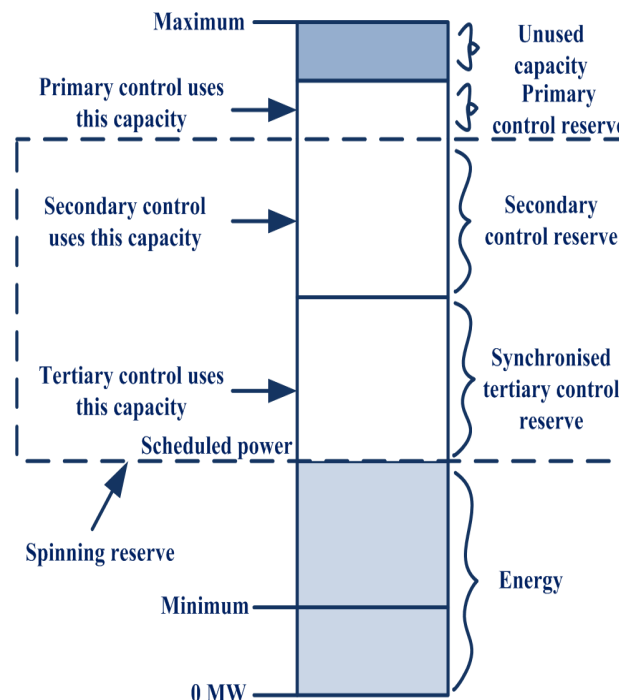 Maximum
Unused
capacity
Primary control uses
this capacity
Primary
control reserve
Secondary control
uses this capacity
Secondary
control reserve
Tertiary control uses
this capacity
Synchronised
tertiary control
reserve
Scheduled power
Spinning reserve
Energy
Minimum
0 MW